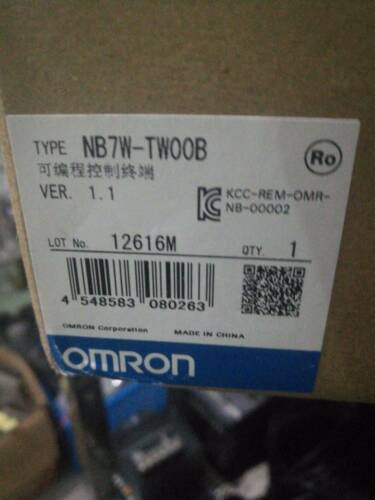 TYPE NB7W-TW00B
可编程控制终端
VER. 1.1
Ro
KCC-REM-OMR-
NB-00002
LOT No. 12616M
QTY. 1
4 548583 080263
OMRON Corporation MADE IN CHINA
OMRON